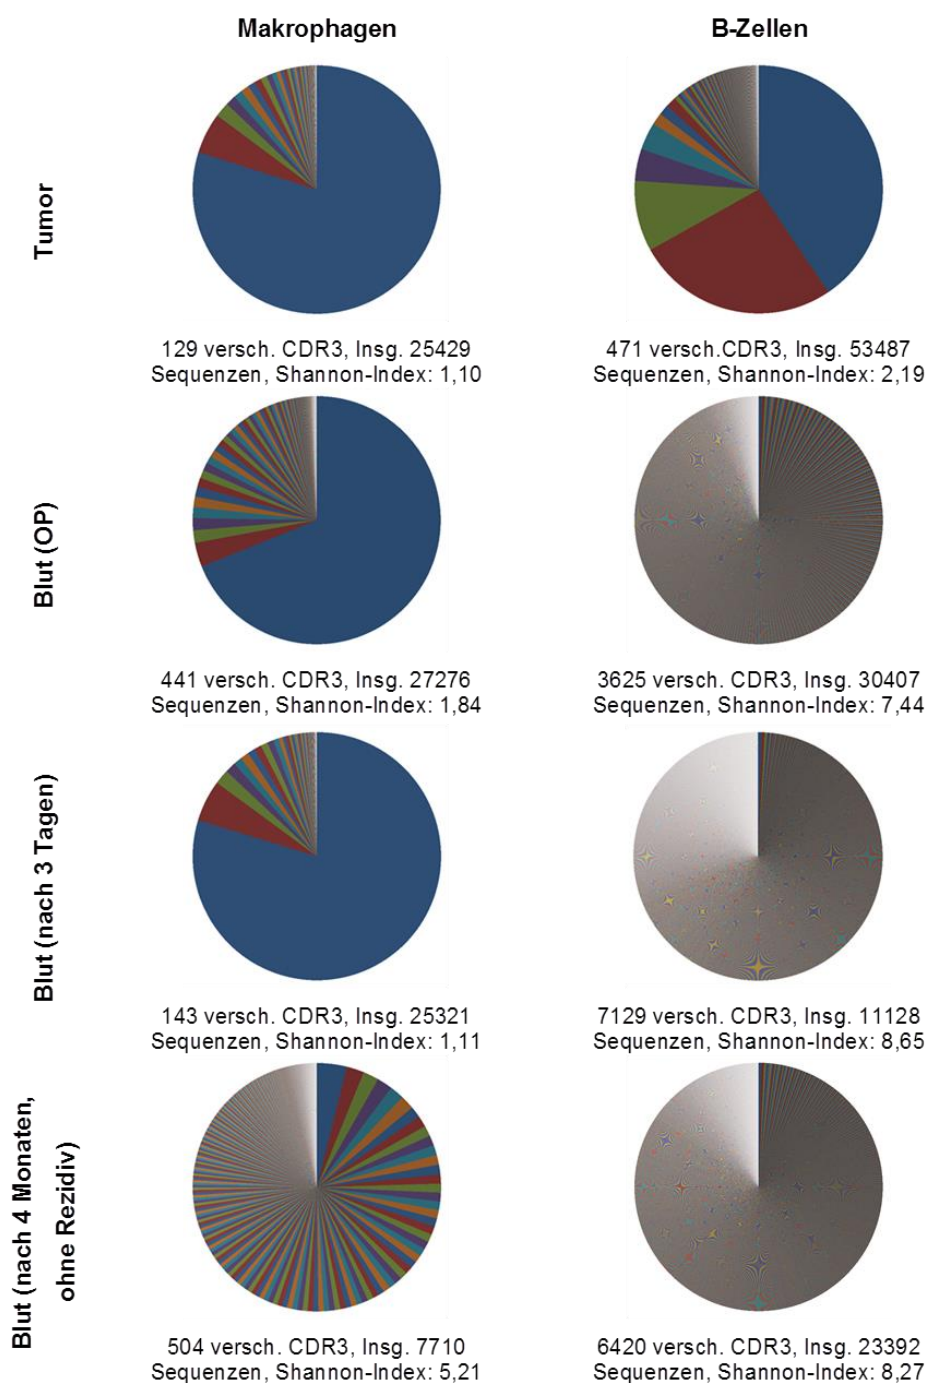 Makrophagen
B-Zellen
Tumor
129 versch. CDR3, Insg. 25429
Sequenzen, Shannon-Index: 1,10
471 versch.CDR3, Insg. 53487
Sequenzen, Shannon-Index: 2,19
Blut (OP)
441 versch. CDR3, Insg. 27276
Sequenzen, Shannon-Index: 1,84
3625 versch. CDR3, Insg. 30407
Sequenzen, Shannon-Index: 7,44
Blut (nach 3 Tagen)
143 versch. CDR3, Insg. 25321
Sequenzen, Shannon-Index: 1,11
7129 versch. CDR3, Insg. 11128
Sequenzen, Shannon-Index: 8,65
Blut (nach 4 Monaten,
ohne Rezidiv)
504 versch. CDR3, Insg. 7710
Sequenzen, Shannon-Index: 5,21
6420 versch. CDR3, Insg. 23392
Sequenzen, Shannon-Index: 8,27